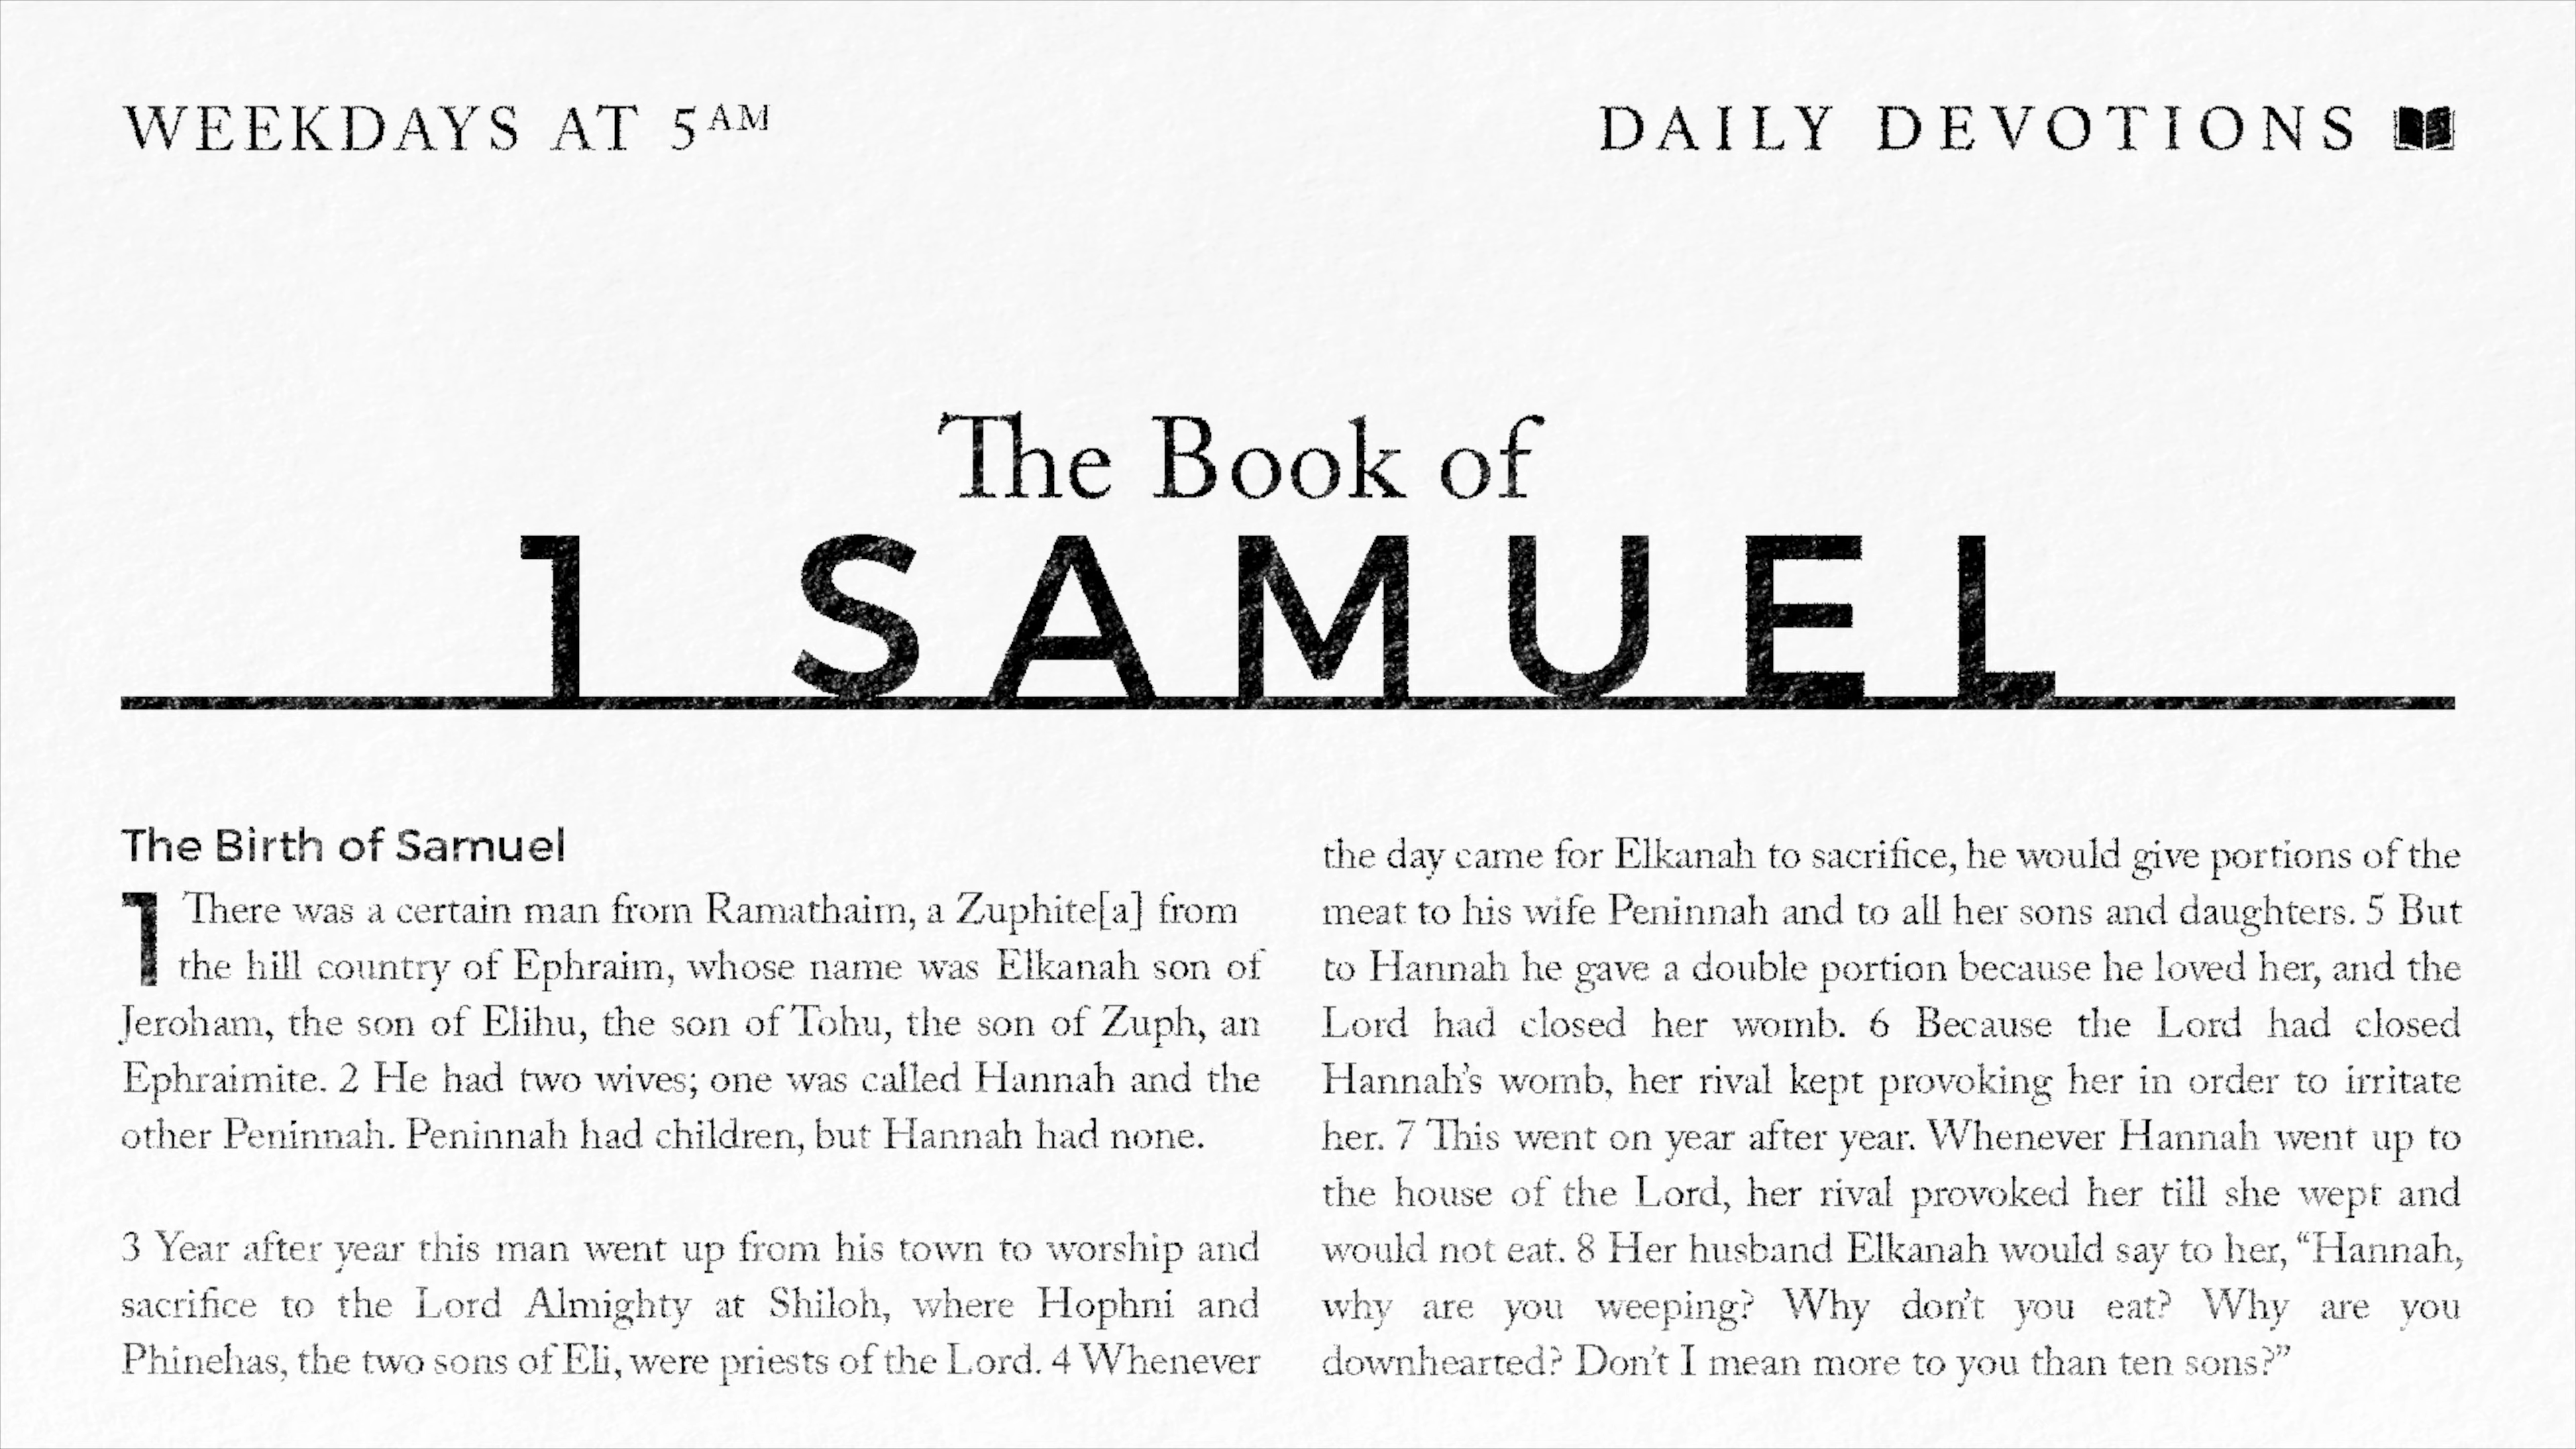 WEEKDAYS AT 5AM
DAILY DEVOTIONS
The Book of
1 SAMUEL
The Birth of Samuel
1 There was a certain man from Ramathaim, a Zuphite[a] from
the hill country of Ephraim, whose name was Elkanah son of
Jeroham, the son of Elihu, the son of Tohu, the son of Zuph, an
Ephraimite. 2 He had two wives; one was called Hannah and the
other Peninnah. Peninnah had children, but Hannah had none.
3 Year after year this man went up from his town to worship and
sacrifice to the Lord Almighty at Shiloh, where Hophni and
Phinehas, the two sons of Eli, were priests of the Lord. 4 Whenever
the day came for Elkanah to sacrifice, he would give portions of the
meat to his wife Peninnah and to all her sons and daughters. 5 But
to Hannah he gave a double portion because he loved her, and the
Lord had closed her womb. 6 Because the Lord had closed
Hannah’s womb, her rival kept provoking her in order to irritate
her. 7 This went on year after year. Whenever Hannah went up to
the house of the Lord, her rival provoked her till she wept and
would not eat. 8 Her husband Elkanah would say to her, “Hannah,
why are you weeping? Why don’t you eat? Why are you
downhearted? Don’t I mean more to you than ten sons?”